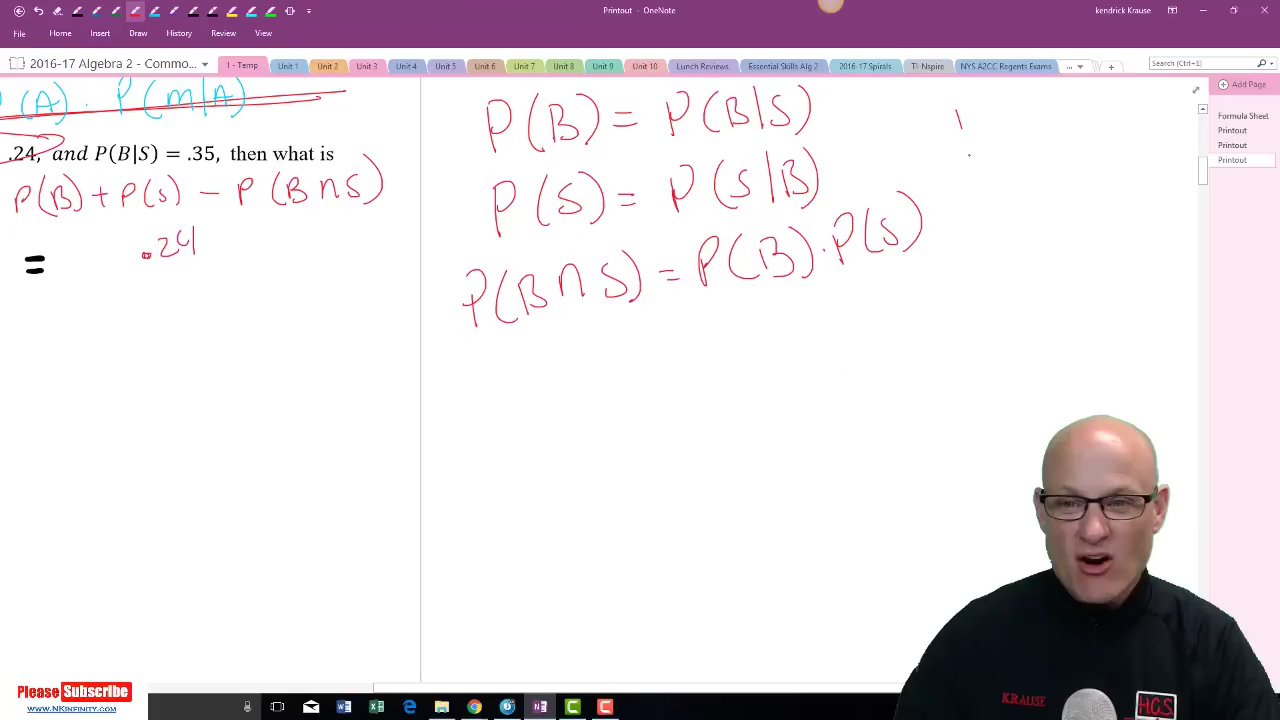 Printout - OneNote
kendrick Krause
File Home Insert Draw History Review View
2016-17 Algebra 2 - Commo...
1 - Temp Unit 1 Unit 2 Unit.3 Unit 4 Unit 5 Unit 6 Unit 7 Unit 8 Unit 9 Unit 10 Lunch Reviews. Essential Skills Alg 2 2016-17 Spirals TI-Nspire NYS A2CC Regents Exams ...
Search (Ctrl+E)
Add Page
Formula Sheet
Printout
Printout
Printout
(A) . P(m|A)
.24, and P(B|S) = .35, then what is
P(B) + P(S) - P(B∩S)
= .24
P(B) = P(B|S)
P(S) = P(S|B)
P(B∩S) = P(B)·P(S)
KRAUSE
H.C.S.
Please Subscribe
www.NKinfinity.com